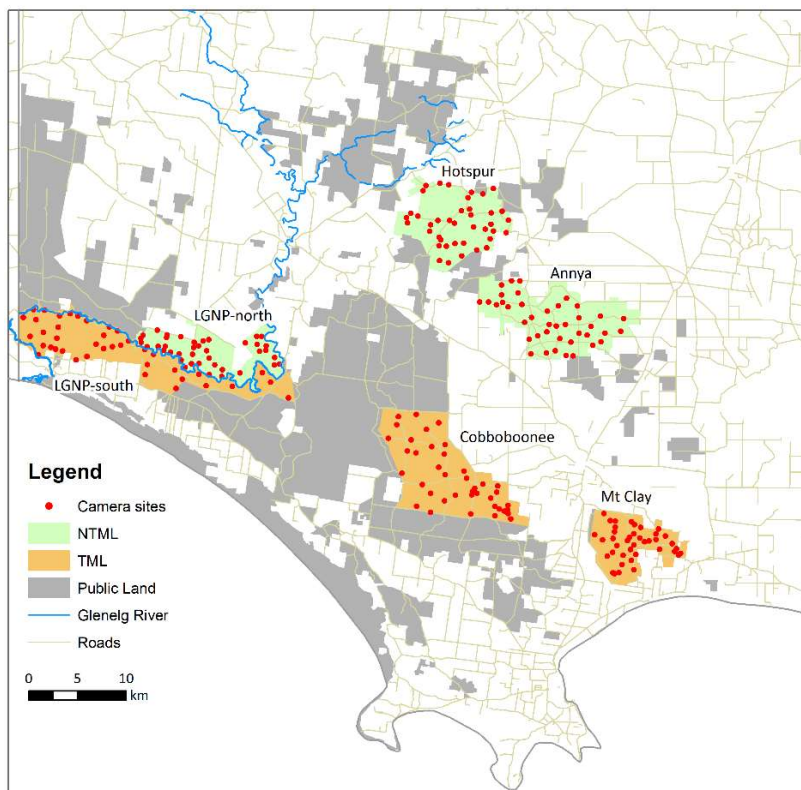 Hotspur
Annya
LGNP-north
LGNP-south
Cobboboonee
Mt Clay
Legend
Camera sites
NTML
TML
Public Land
Glenelg River
Roads
0 5 10
km